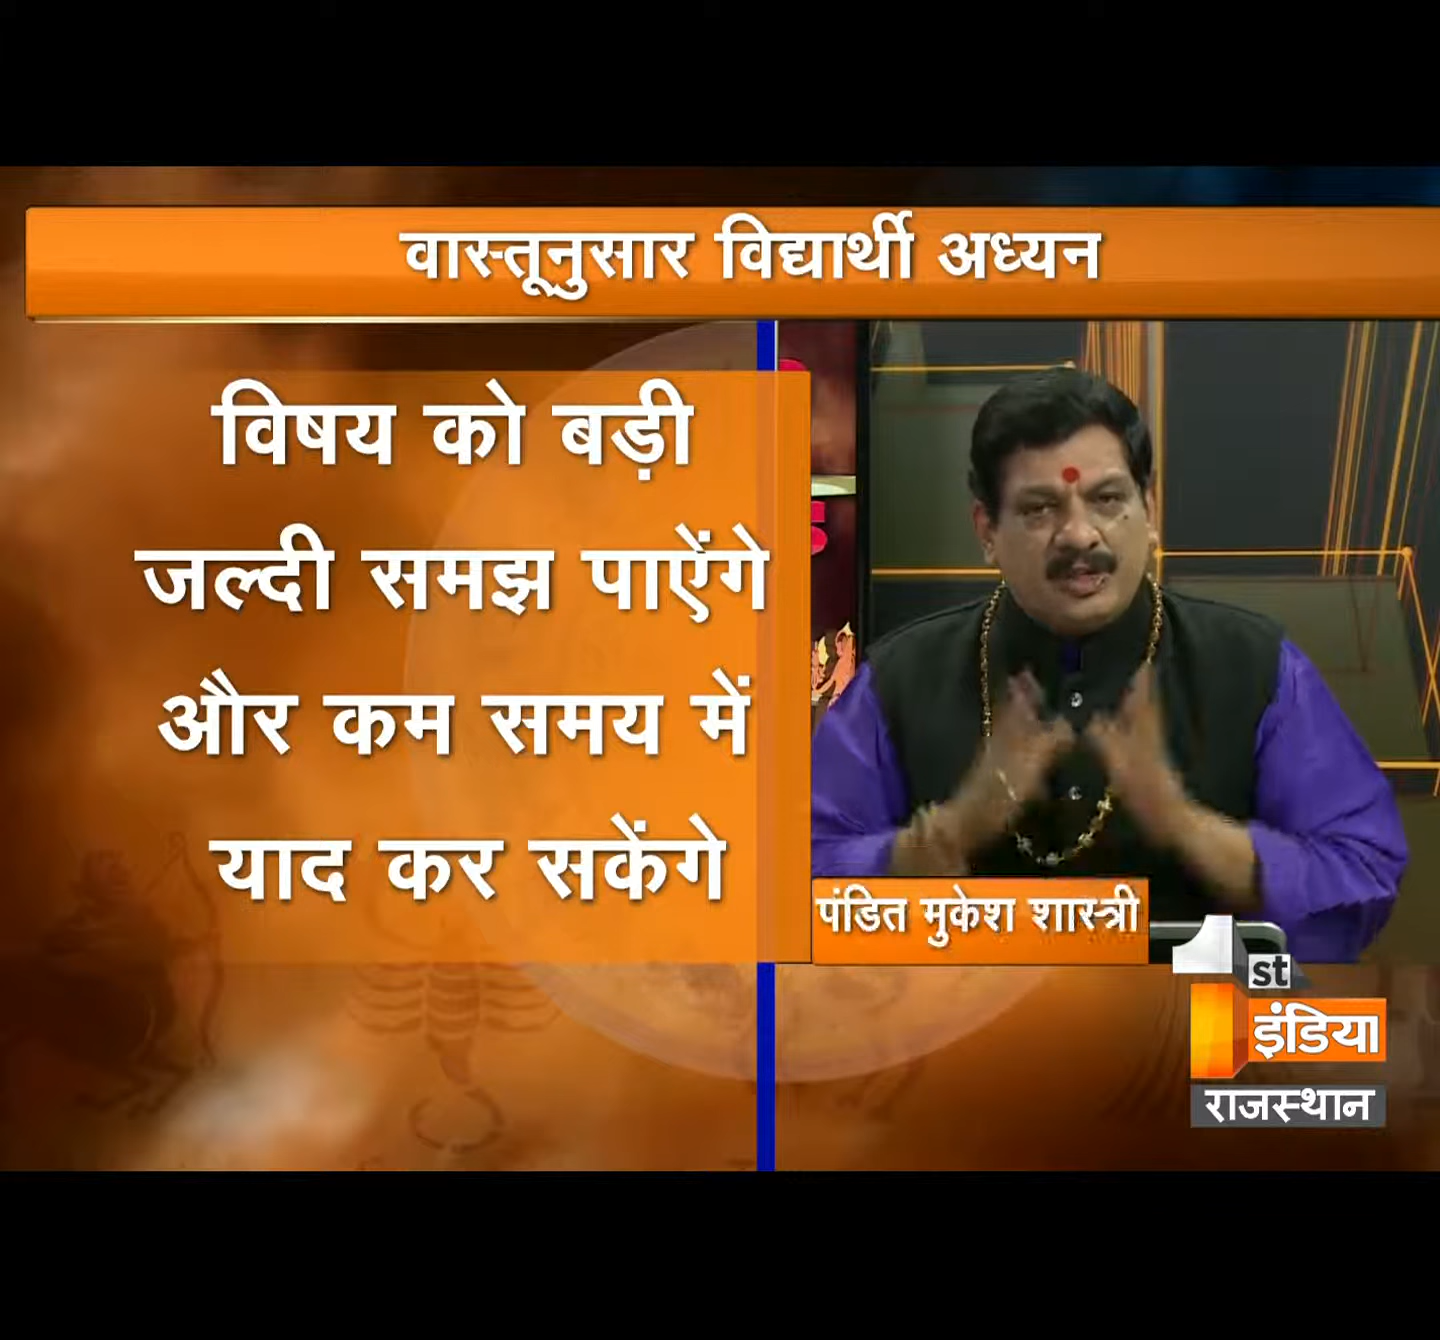 वास्तूनुसार विद्यार्थी अध्यन
विषय को बड़ी
जल्दी समझ पाऐंगे
और कम समय में
याद कर सकेंगे
पंडित मुकेश शास्त्री
1st
इंडिया
राजस्थान